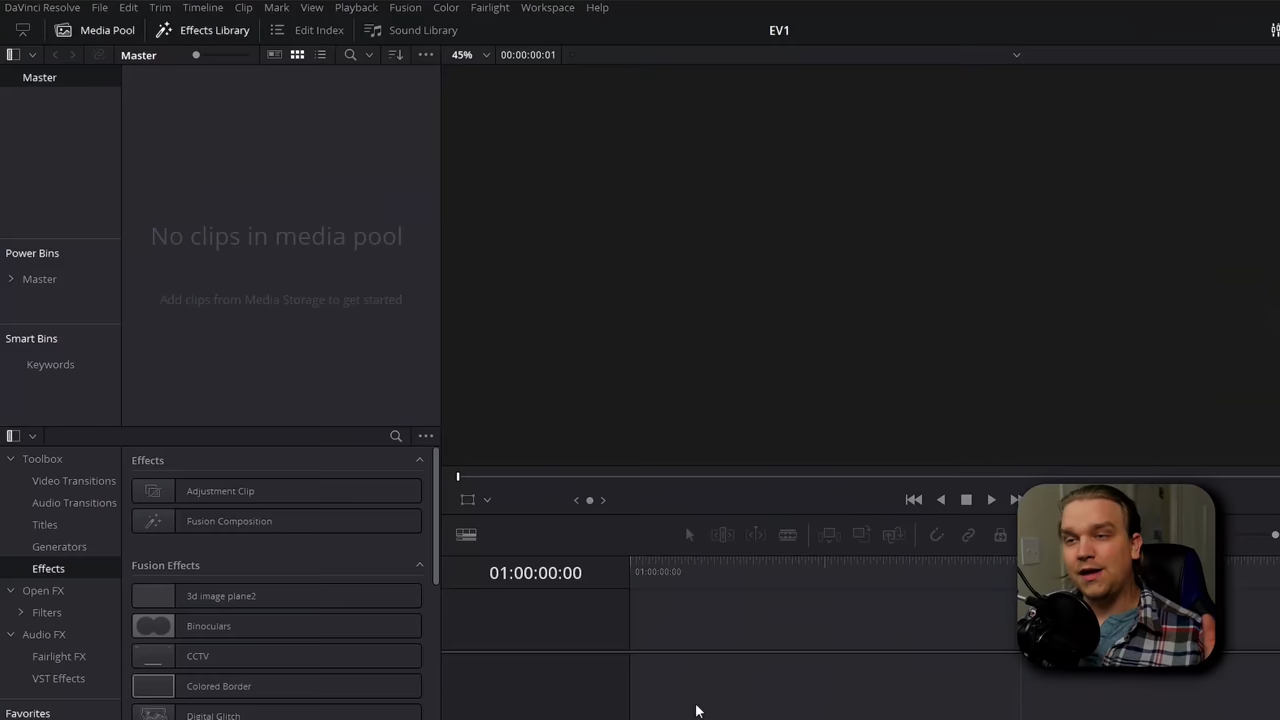 DaVinci Resolve File Edit Trim Timeline Clip Mark View Playback Fusion Color Fairlight Workspace Help
Media Pool Effects Library Edit Index Sound Library EV1
Master 45% 00:00:00:01
Master
No clips in media pool
Add clips from Media Storage to get started
Power Bins
Master
Smart Bins
Keywords
Toolbox
Video Transitions
Audio Transitions
Titles
Generators
Effects
Open FX
Filters
Audio FX
Fairlight FX
VST Effects
Favorites
Effects
Adjustment Clip
Fusion Composition
Fusion Effects
3d image plane2
Binoculars
CCTV
Colored Border
Digital Glitch
01:00:00:00
01:00:00:00